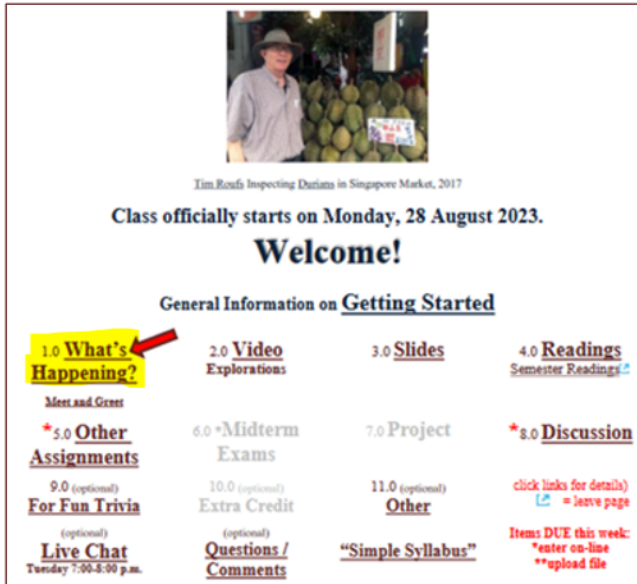 Tim Roufs Inspecting Durians in Singapore Market, 2017
Class officially starts on Monday, 28 August 2023.
Welcome!
General Information on Getting Started
1.0 What's
Happening?
Meet and Greet
2.0 Video
Explorations
3.0 Slides
4.0 Readings
Semester Readings
*5.0 Other
Assignments
6.0 *Midterm
Exams
7.0 Project
*8.0 Discussion
9.0 (optional)
For Fun Trivia
10.0 (optional)
Extra Credit
11.0 (optional)
Other
click links for details)
= leave page
(optional)
Live Chat
Tuesday 7:00-8:00 p.m.
(optional)
Questions /
Comments
"Simple Syllabus"
Items DUE this week:
*enter on-line
**upload file